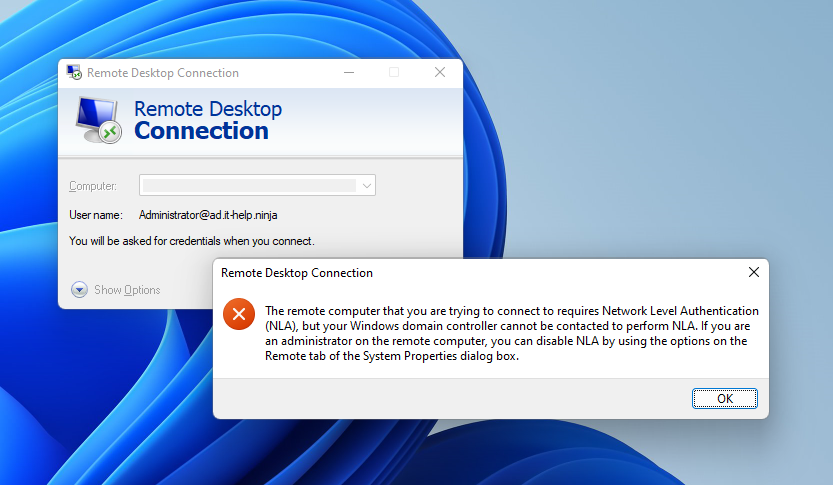 Remote Desktop Connection
Remote Desktop
Connection
Computer:
User name: Administrator@ad.it-help.ninja
You will be asked for credentials when you connect.
Show Options
Remote Desktop Connection
The remote computer that you are trying to connect to requires Network Level Authentication
(NLA), but your Windows domain controller cannot be contacted to perform NLA. If you are
an administrator on the remote computer, you can disable NLA by using the options on the
Remote tab of the System Properties dialog box.
OK